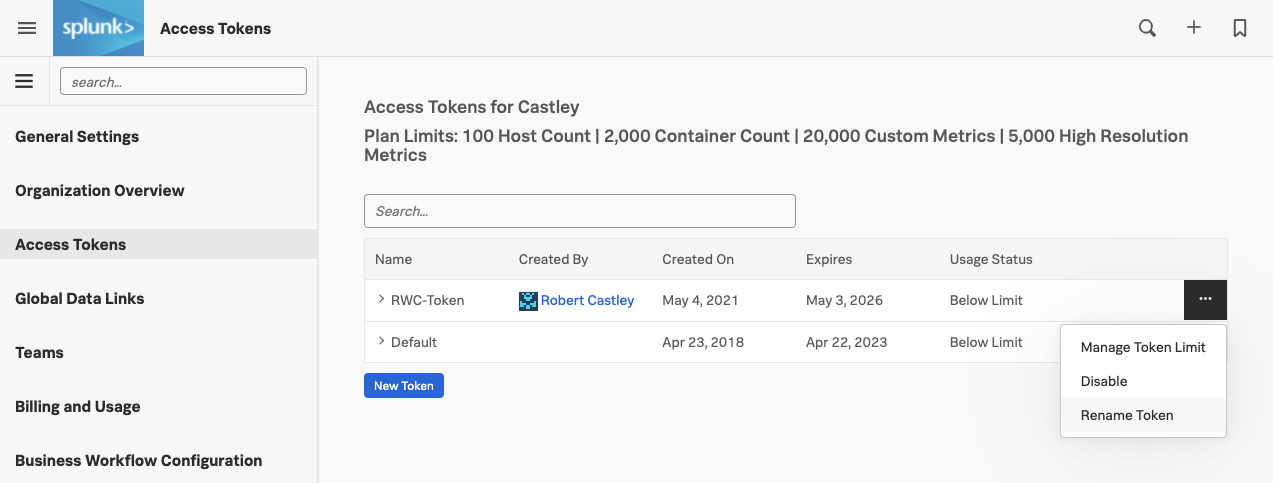 splunk>
Access Tokens
search...
General Settings
Organization Overview
Access Tokens
Global Data Links
Teams
Billing and Usage
Business Workflow Configuration
Access Tokens for Castley
Plan Limits: 100 Host Count | 2,000 Container Count | 20,000 Custom Metrics | 5,000 High Resolution
Metrics
Search...
Name Created By Created On Expires Usage Status
RWC-Token Robert Castley May 4, 2021 May 3, 2026 Below Limit ...
Default Apr 23, 2018 Apr 22, 2023 Below Limit
New Token
Manage Token Limit
Disable
Rename Token